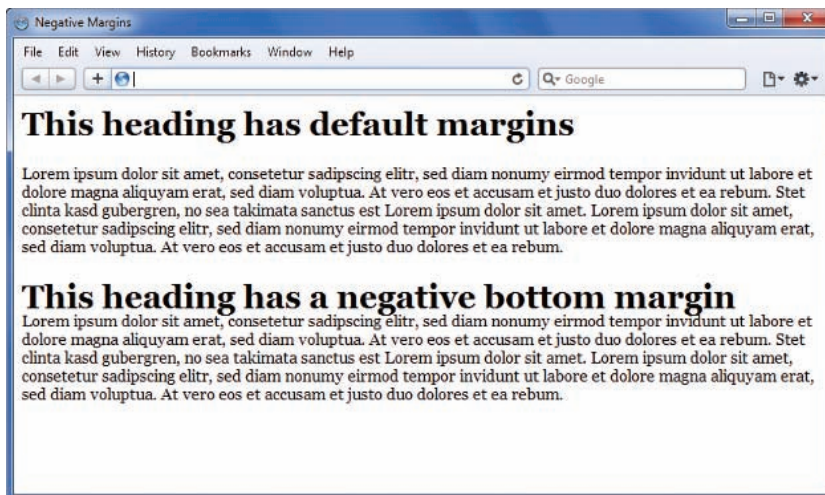 Negative Margins
File Edit View History Bookmarks Window Help
Google
This heading has default margins
Lorem ipsum dolor sit amet, consetetur sadipscing elitr, sed diam nonumy eirmod tempor invidunt ut labore et
dolore magna aliquyam erat, sed diam voluptua. At vero eos et accusam et justo duo dolores et ea rebum. Stet
clinta kasd gubergren, no sea takimata sanctus est Lorem ipsum dolor sit amet. Lorem ipsum dolor sit amet,
consetetur sadipscing elitr, sed diam nonumy eirmod tempor invidunt ut labore et dolore magna aliquyam erat,
sed diam voluptua. At vero eos et accusam et justo duo dolores et ea rebum.
This heading has a negative bottom margin
Lorem ipsum dolor sit amet, consetetur sadipscing elitr, sed diam nonumy eirmod tempor invidunt ut labore et
dolore magna aliquyam erat, sed diam voluptua. At vero eos et accusam et justo duo dolores et ea rebum. Stet
clinta kasd gubergren, no sea takimata sanctus est Lorem ipsum dolor sit amet. Lorem ipsum dolor sit amet,
consetetur sadipscing elitr, sed diam nonumy eirmod tempor invidunt ut labore et dolore magna aliquyam erat,
sed diam voluptua. At vero eos et accusam et justo duo dolores et ea rebum.